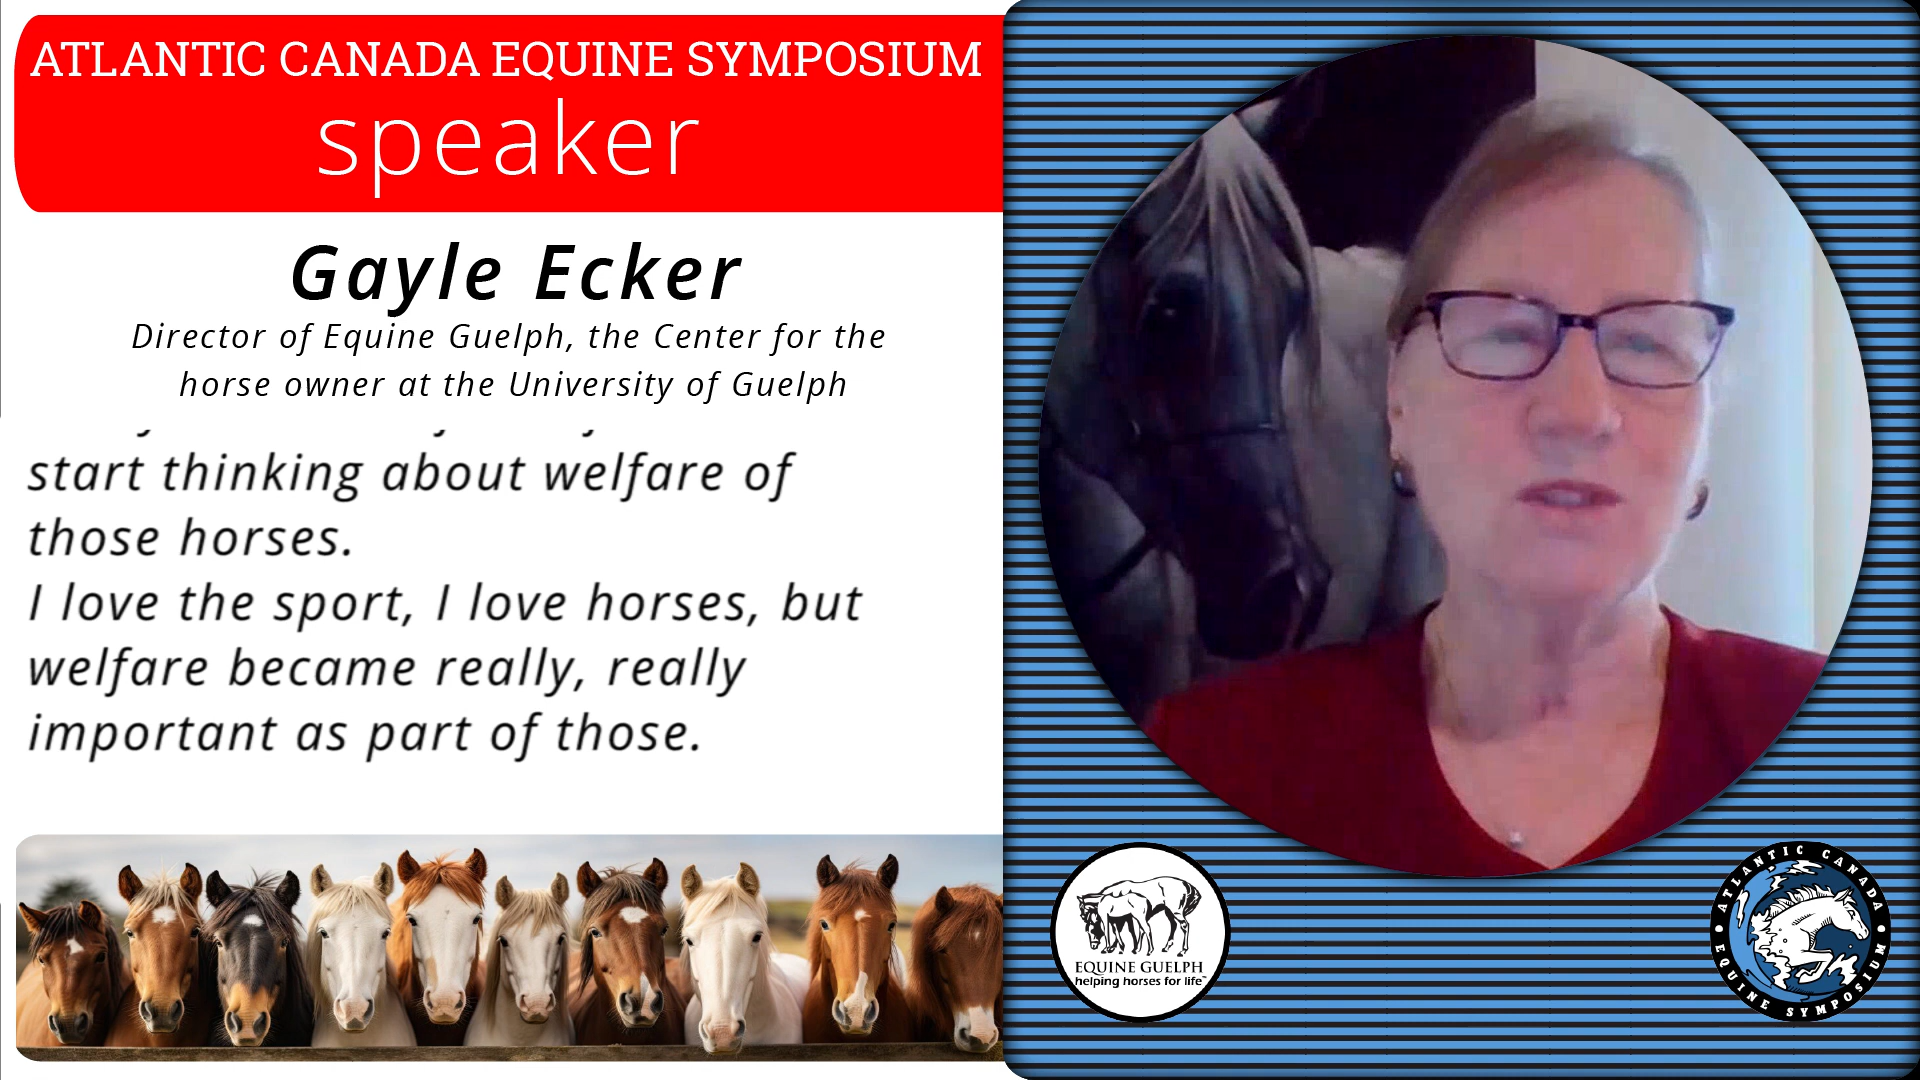 ATLANTIC CANADA EQUINE SYMPOSIUM
speaker
Gayle Ecker
Director of Equine Guelph, the Center for the
horse owner at the University of Guelph
start thinking about welfare of
those horses.
I love the sport, I love horses, but
welfare became really, really
important as part of those.
EQUINE GUELPH
helping horses for life™
ATLANTIC CANADA
EQUINE SYMPOSIUM